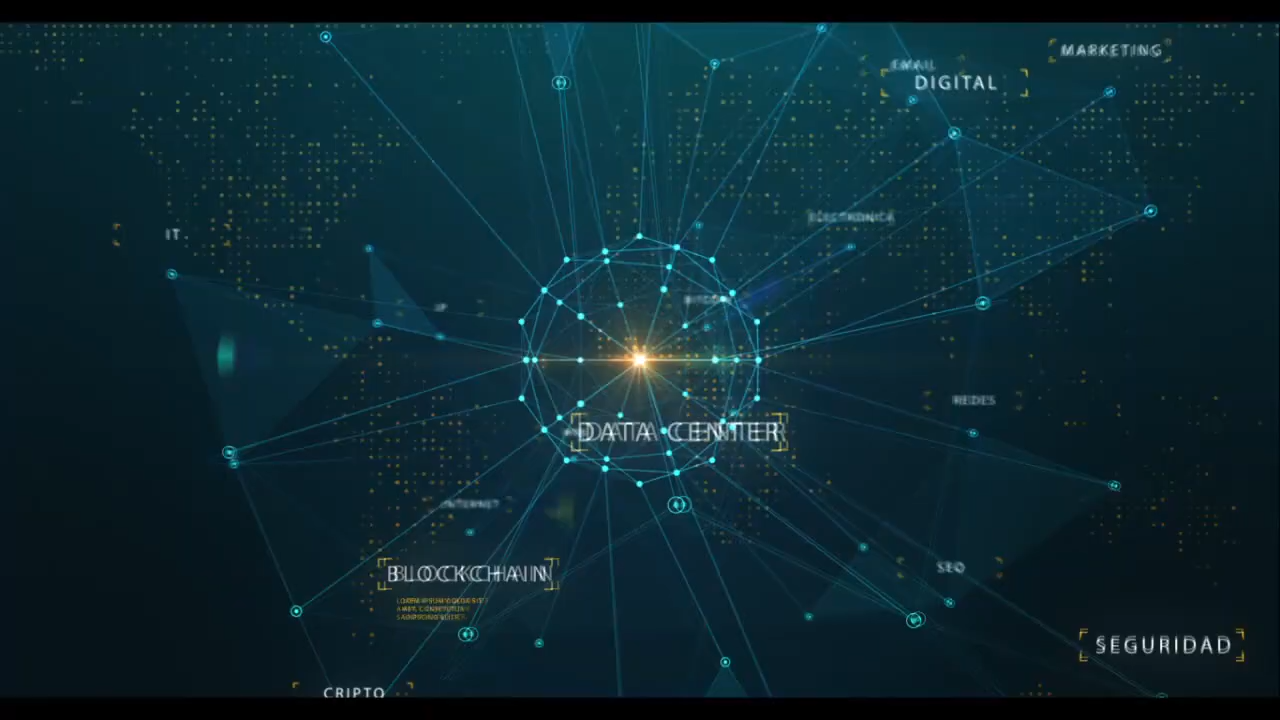 MARKETING
EMAIL
DIGITAL
ELECTRONICA
IT
REDES
DATA CENTER
INTERNET
SEO
BLOCKCHAIN
SEGURIDAD
CRIPTO